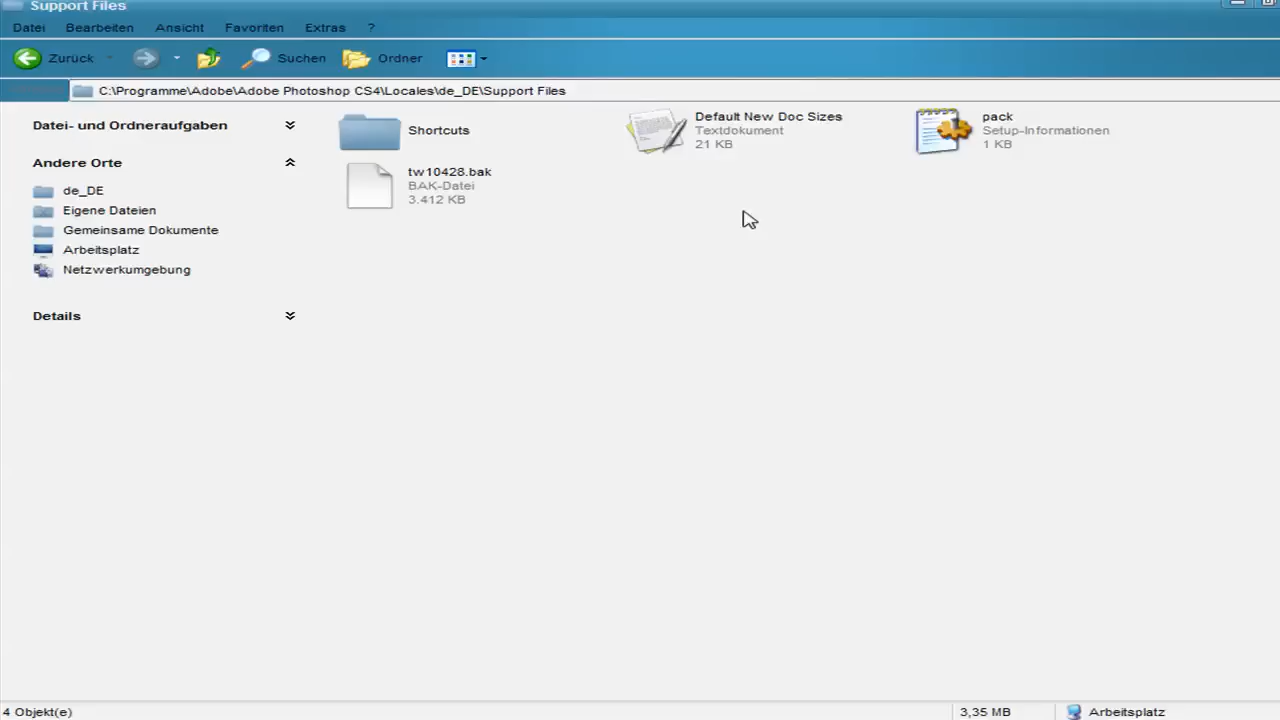 Support Files
Datei Bearbeiten Ansicht Favoriten Extras ?
Zurück Suchen Ordner
C:\Programme\Adobe\Adobe Photoshop CS4\Locales\de_DE\Support Files
Datei- und Ordneraufgaben
Andere Orte
de_DE
Eigene Dateien
Gemeinsame Dokumente
Arbeitsplatz
Netzwerkumgebung
Details
Shortcuts
Default New Doc Sizes
Textdokument
21 KB
pack
Setup-Informationen
1 KB
tw10428.bak
BAK-Datei
3.412 KB
4 Objekt(e) 3,35 MB Arbeitsplatz